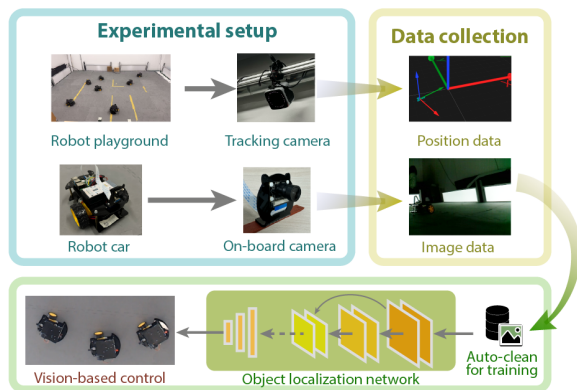 Experimental setup
Data collection
Robot playground
Tracking camera
Position data
Robot car
On-board camera
Image data
Vision-based control
Object localization network
Auto-clean
for training